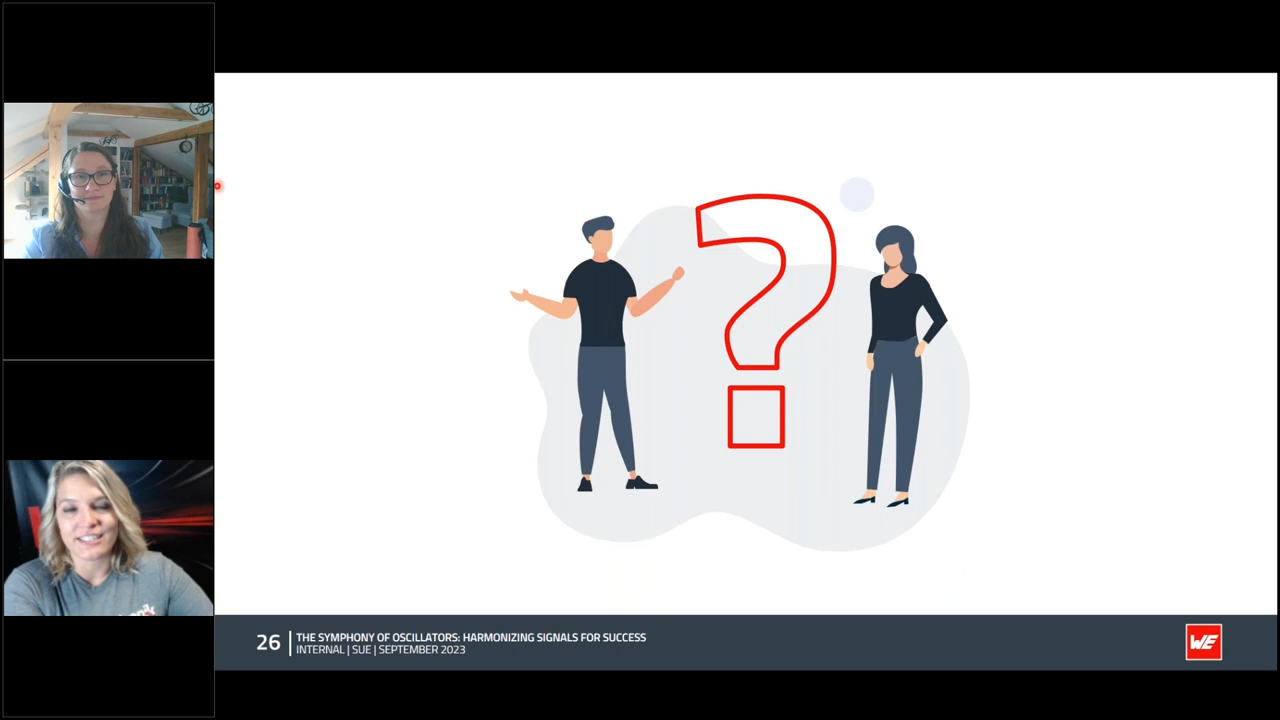 26
THE SYMPHONY OF OSCILLATORS: HARMONIZING SIGNALS FOR SUCCESS
INTERNAL | SUE | SEPTEMBER 2023
WE